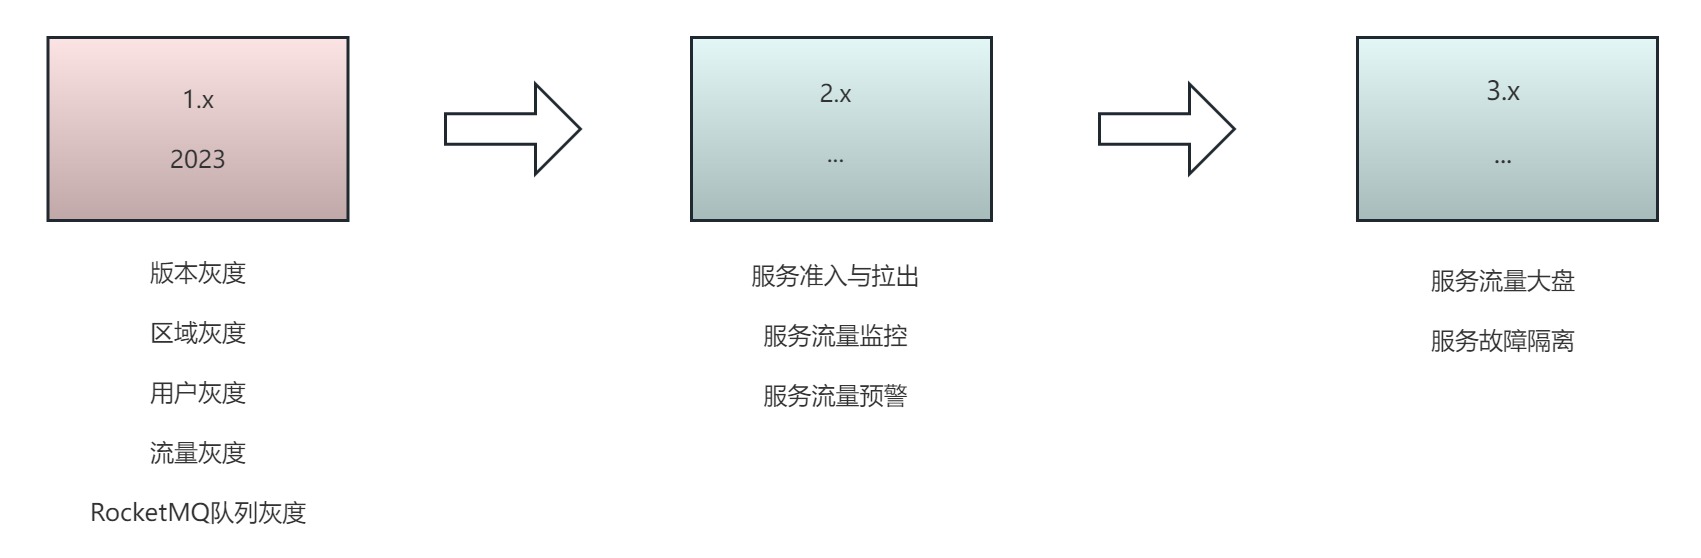 1.x
2023
版本灰度
区域灰度
用户灰度
流量灰度
RocketMQ队列灰度
2.x
...
服务准入与拉出
服务流量监控
服务流量预警
3.x
...
服务流量大盘
服务故障隔离